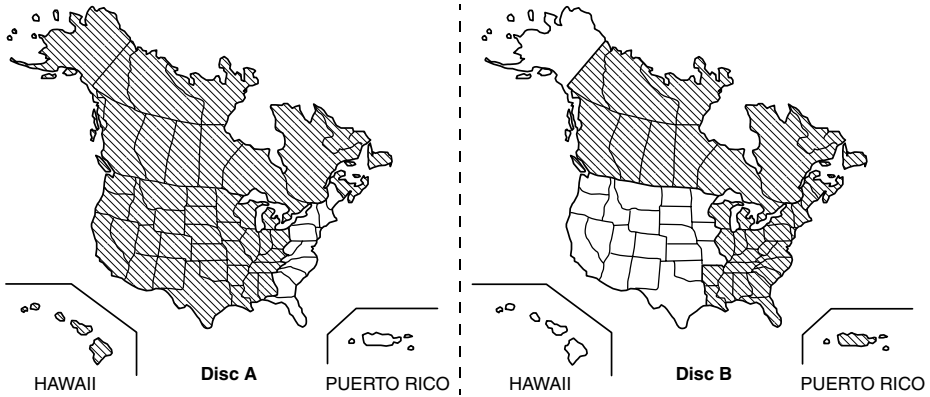 HAWAII
Disc A
PUERTO RICO
HAWAII
Disc B
PUERTO RICO